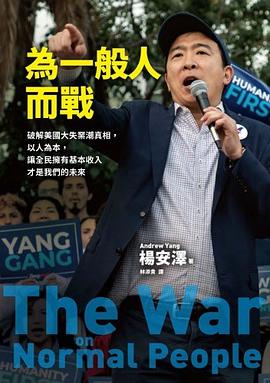 為一般人
而戰
破解美國大失業潮真相，
以人為本，
讓全民擁有基本收入
才是我們的未來
HUMANITY
FIRS
YANG
GANG
HUMANITY
Andrew Yang
楊安澤 著
林添貴 譯
The War
on
Normal People